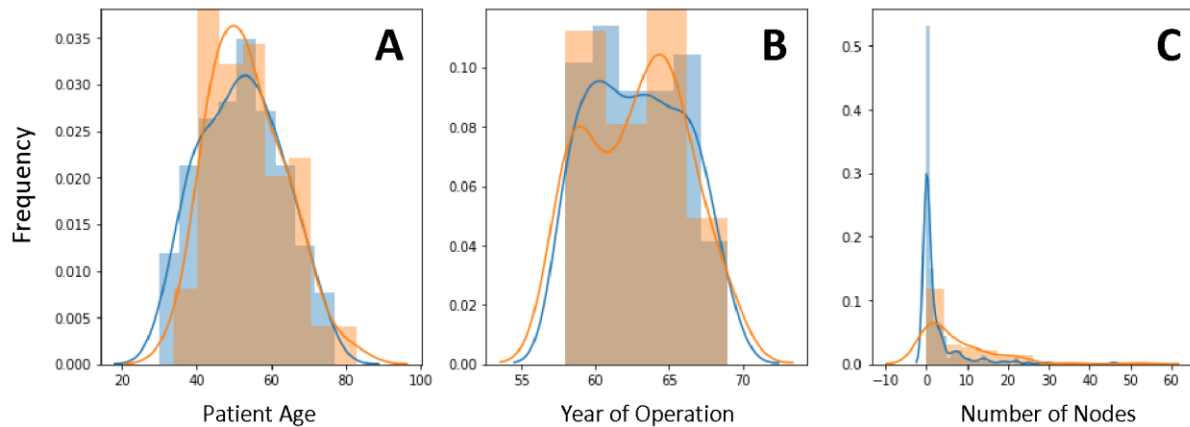 A
B
C
Frequency
0.035
0.030
0.025
0.020
0.015
0.010
0.005
0.000
20 40 60 80 100
Patient Age
0.10
0.08
0.06
0.04
0.02
0.00
55 60 65 70
Year of Operation
0.5
0.4
0.3
0.2
0.1
0.0
−10 0 10 20 30 40 50 60
Number of Nodes